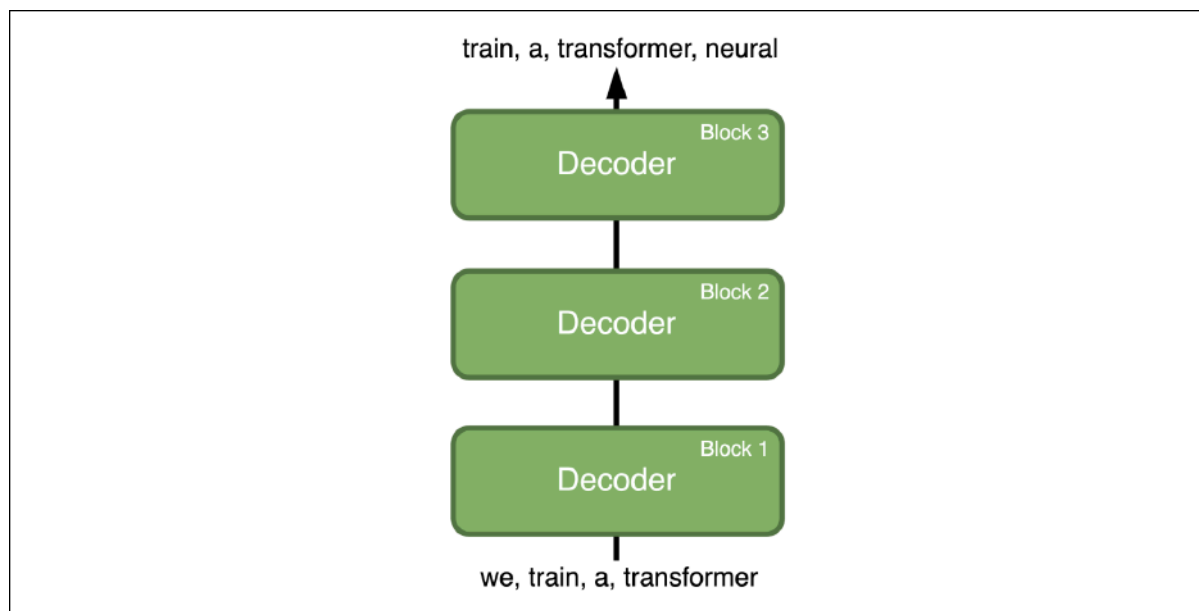 train, a, transformer, neural
Block 3
Decoder
Block 2
Decoder
Block 1
Decoder
we, train, a, transformer